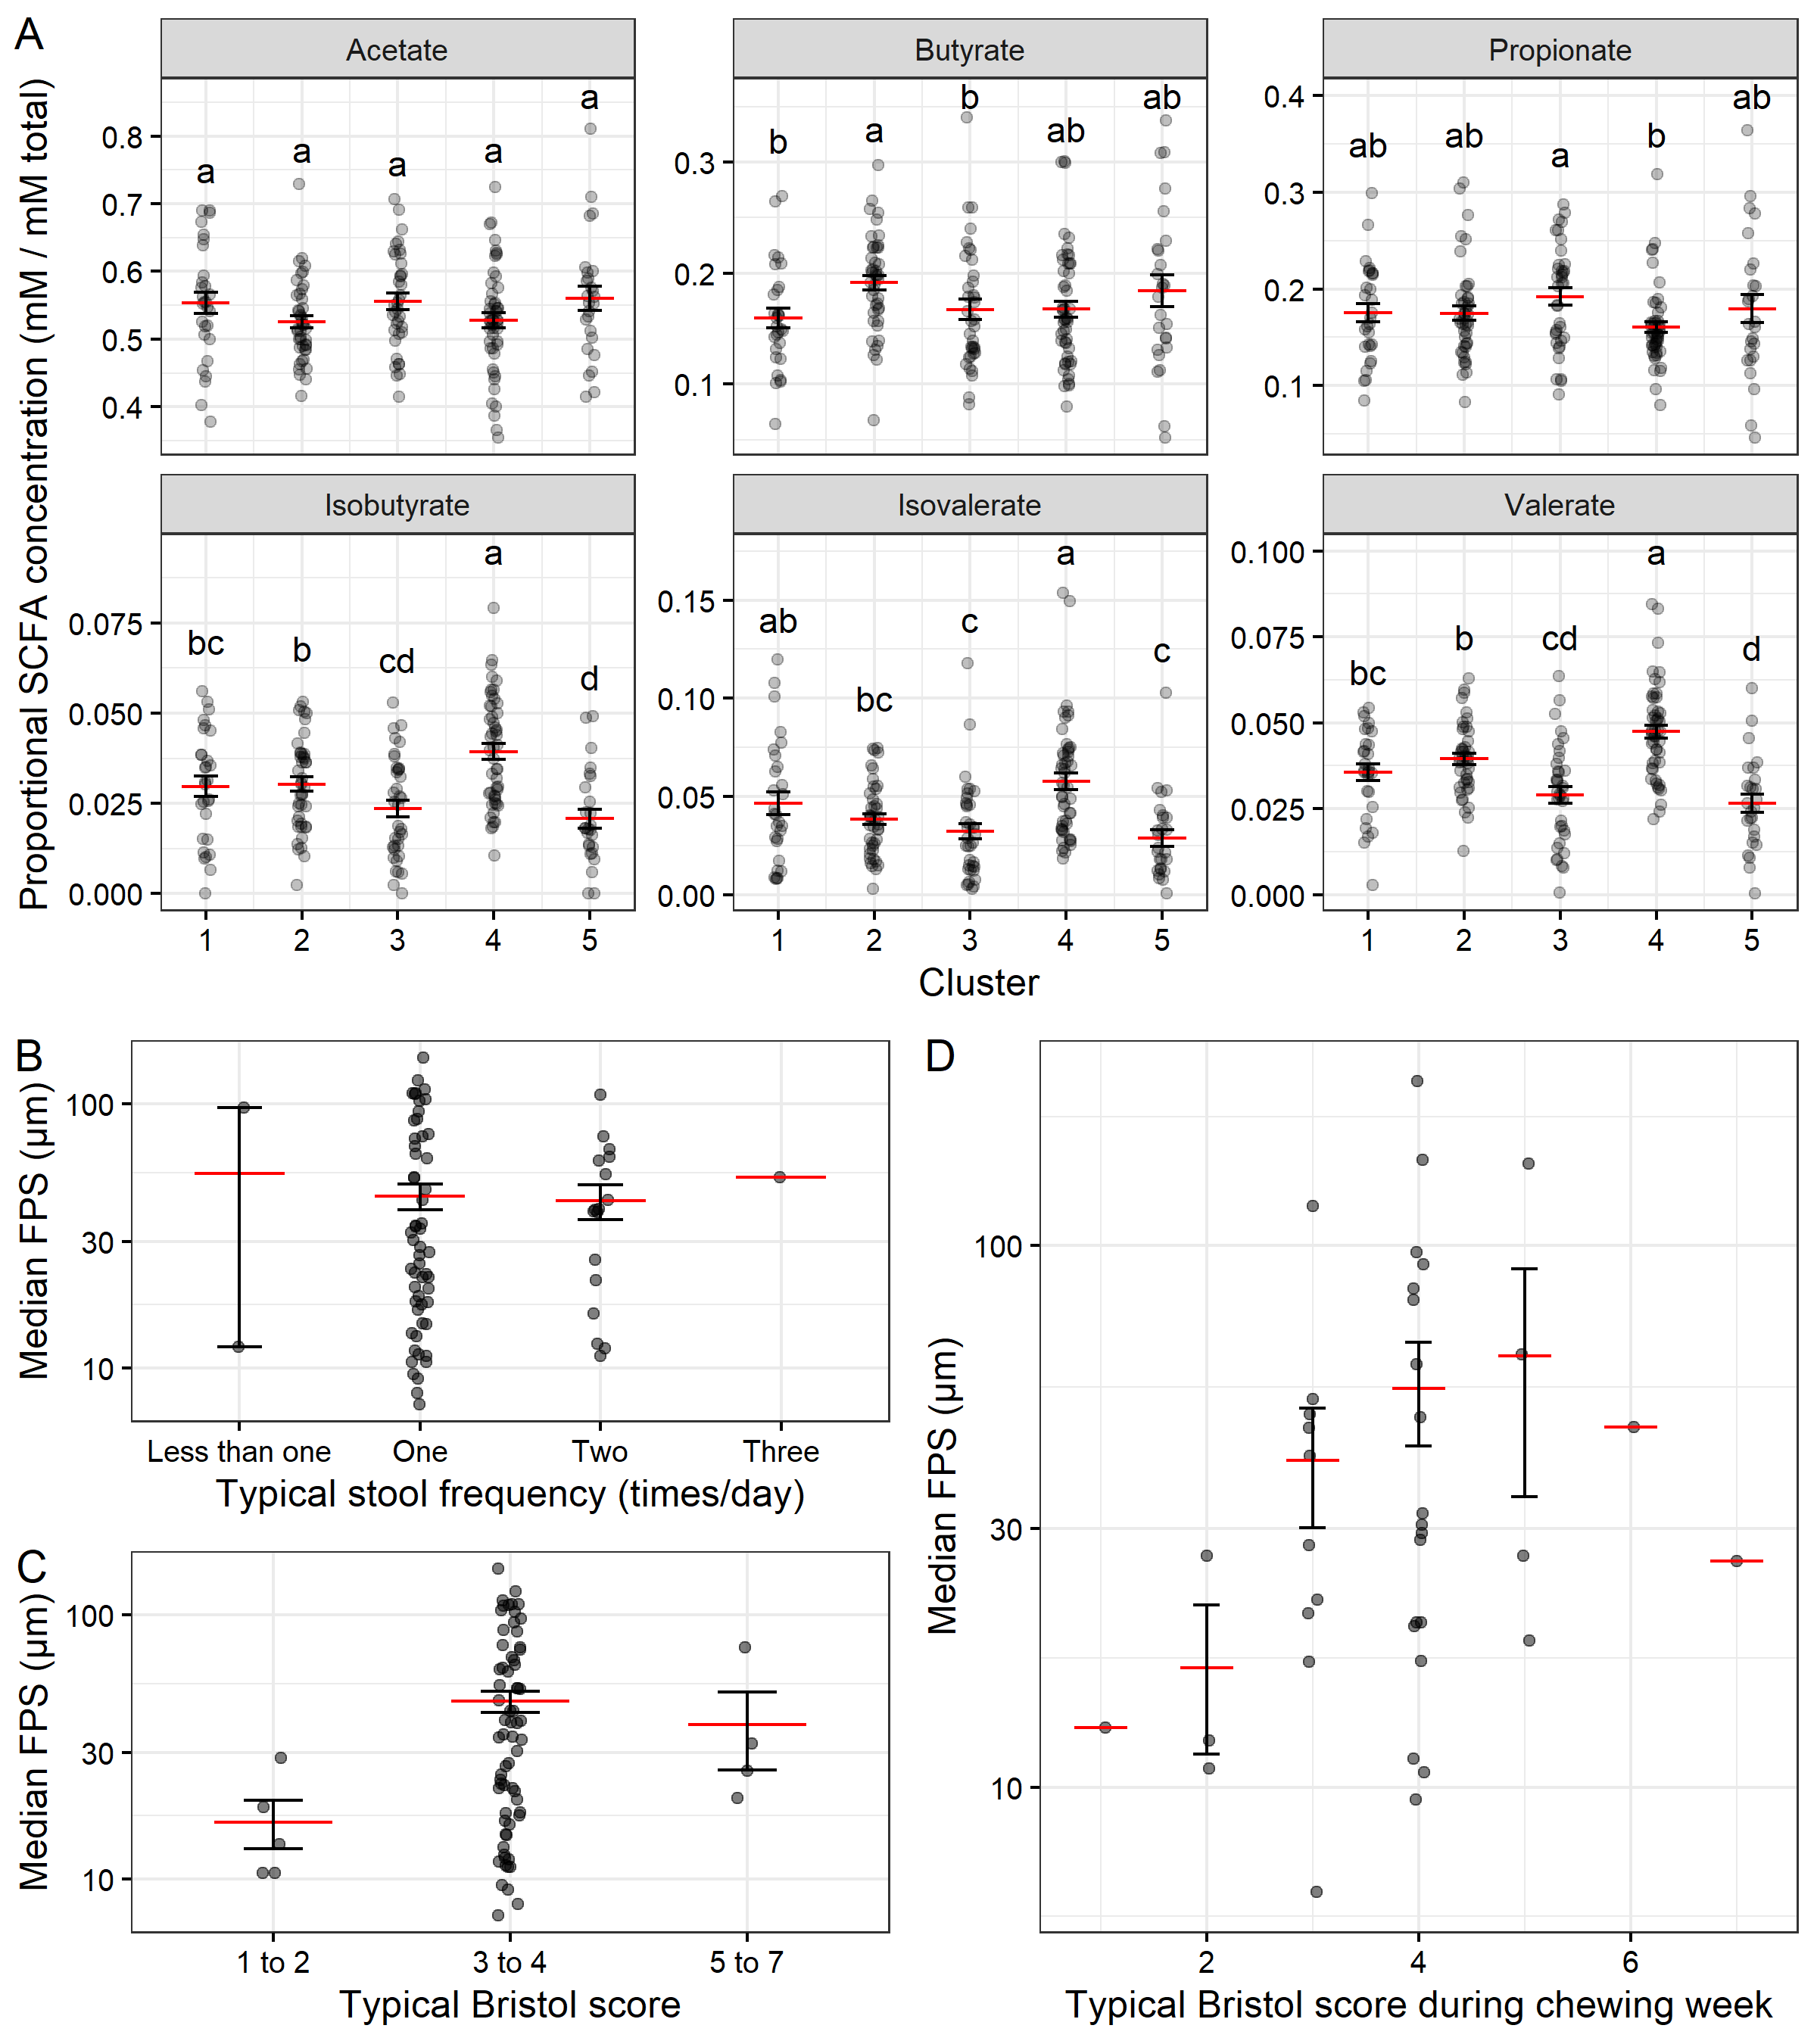 A
Proportional SCFA concentration (mM / mM total)
Acetate
Butyrate
Propionate
0.8
0.7
0.6
0.5
0.4
a
a
a
a
a
0.3
0.2
0.1
b
a
b
ab
ab
0.4
0.3
0.2
0.1
ab
ab
a
b
ab
Isobutyrate
Isovalerate
Valerate
0.075
0.050
0.025
0.000
bc
b
cd
a
d
0.15
0.10
0.05
0.00
ab
bc
c
a
c
0.100
0.075
0.050
0.025
0.000
bc
b
cd
a
d
1 2 3 4 5
1 2 3 4 5
1 2 3 4 5
Cluster
B
Median FPS (µm)
100
30
10
Less than one One Two Three
Typical stool frequency (times/day)
C
Median FPS (µm)
100
30
10
1 to 2 3 to 4 5 to 7
Typical Bristol score
D
Median FPS (µm)
100
30
10
2 4 6
Typical Bristol score during chewing week